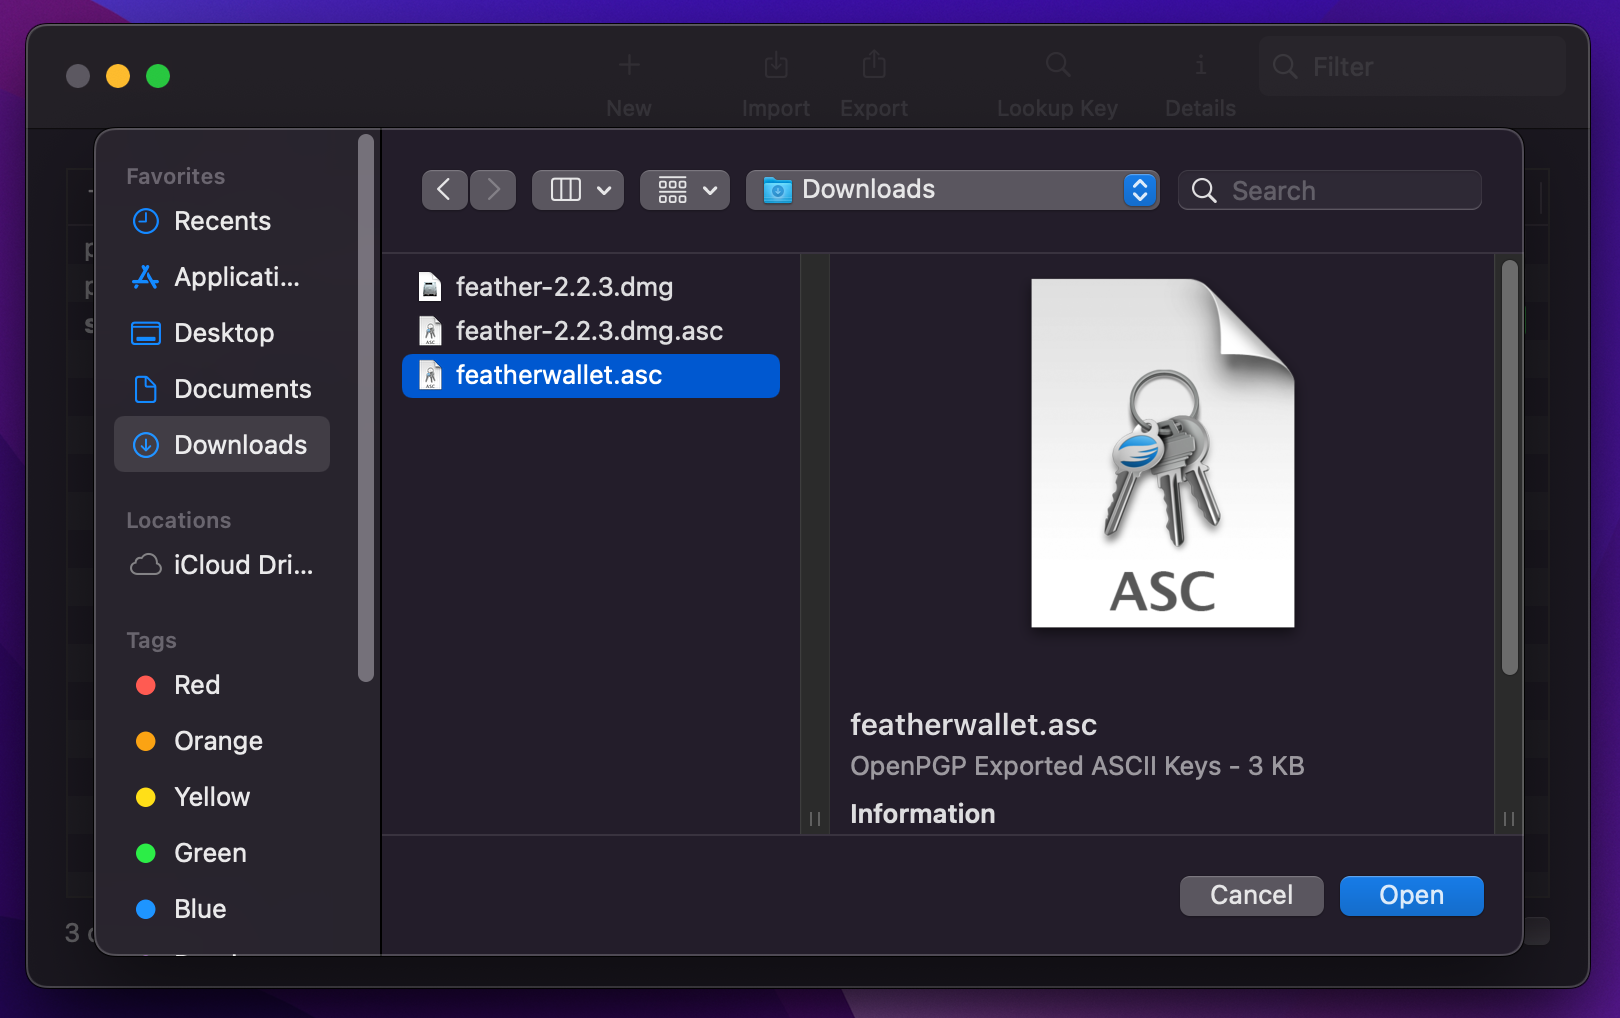 New
Import
Export
Lookup Key
Details
Filter
Favorites
Recents
Applicati...
Desktop
Documents
Downloads
Locations
iCloud Dri...
Tags
Red
Orange
Yellow
Green
Blue
Downloads
Search
feather-2.2.3.dmg
feather-2.2.3.dmg.asc
featherwallet.asc
ASC
featherwallet.asc
OpenPGP Exported ASCII Keys - 3 KB
Information
Cancel
Open
3